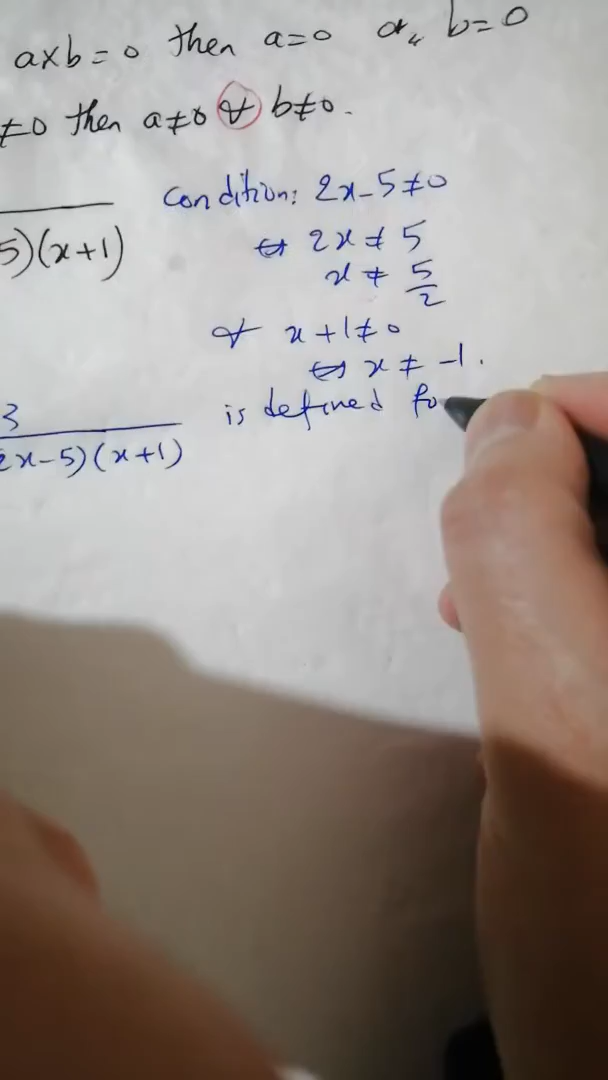 a×b=0 then a=0 or b=0
≠0 then a≠0 & b≠0.
Condition: 2x-5≠0
⇔ 2x≠5
x≠5/2
5)(x+1)
& x+1≠0
⇔ x≠-1.
3/(2x-5)(x+1) is defined fo